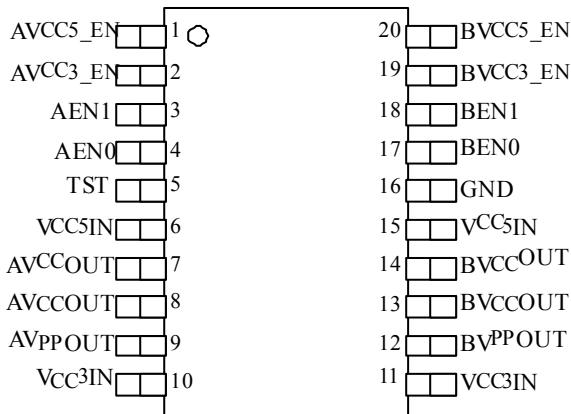 AVCC5_EN 1 20 BVCC5_EN
AVCC3_EN 2 19 BVCC3_EN
AEN1 3 18 BEN1
AEN0 4 17 BEN0
TST 5 16 GND
VCC5IN 6 15 VCC5IN
AVCCOUT 7 14 BVCCOUT
AVCCOUT 8 13 BVCCOUT
AVPPOUT 9 12 BVPPOUT
VCC3IN 10 11 VCC3IN